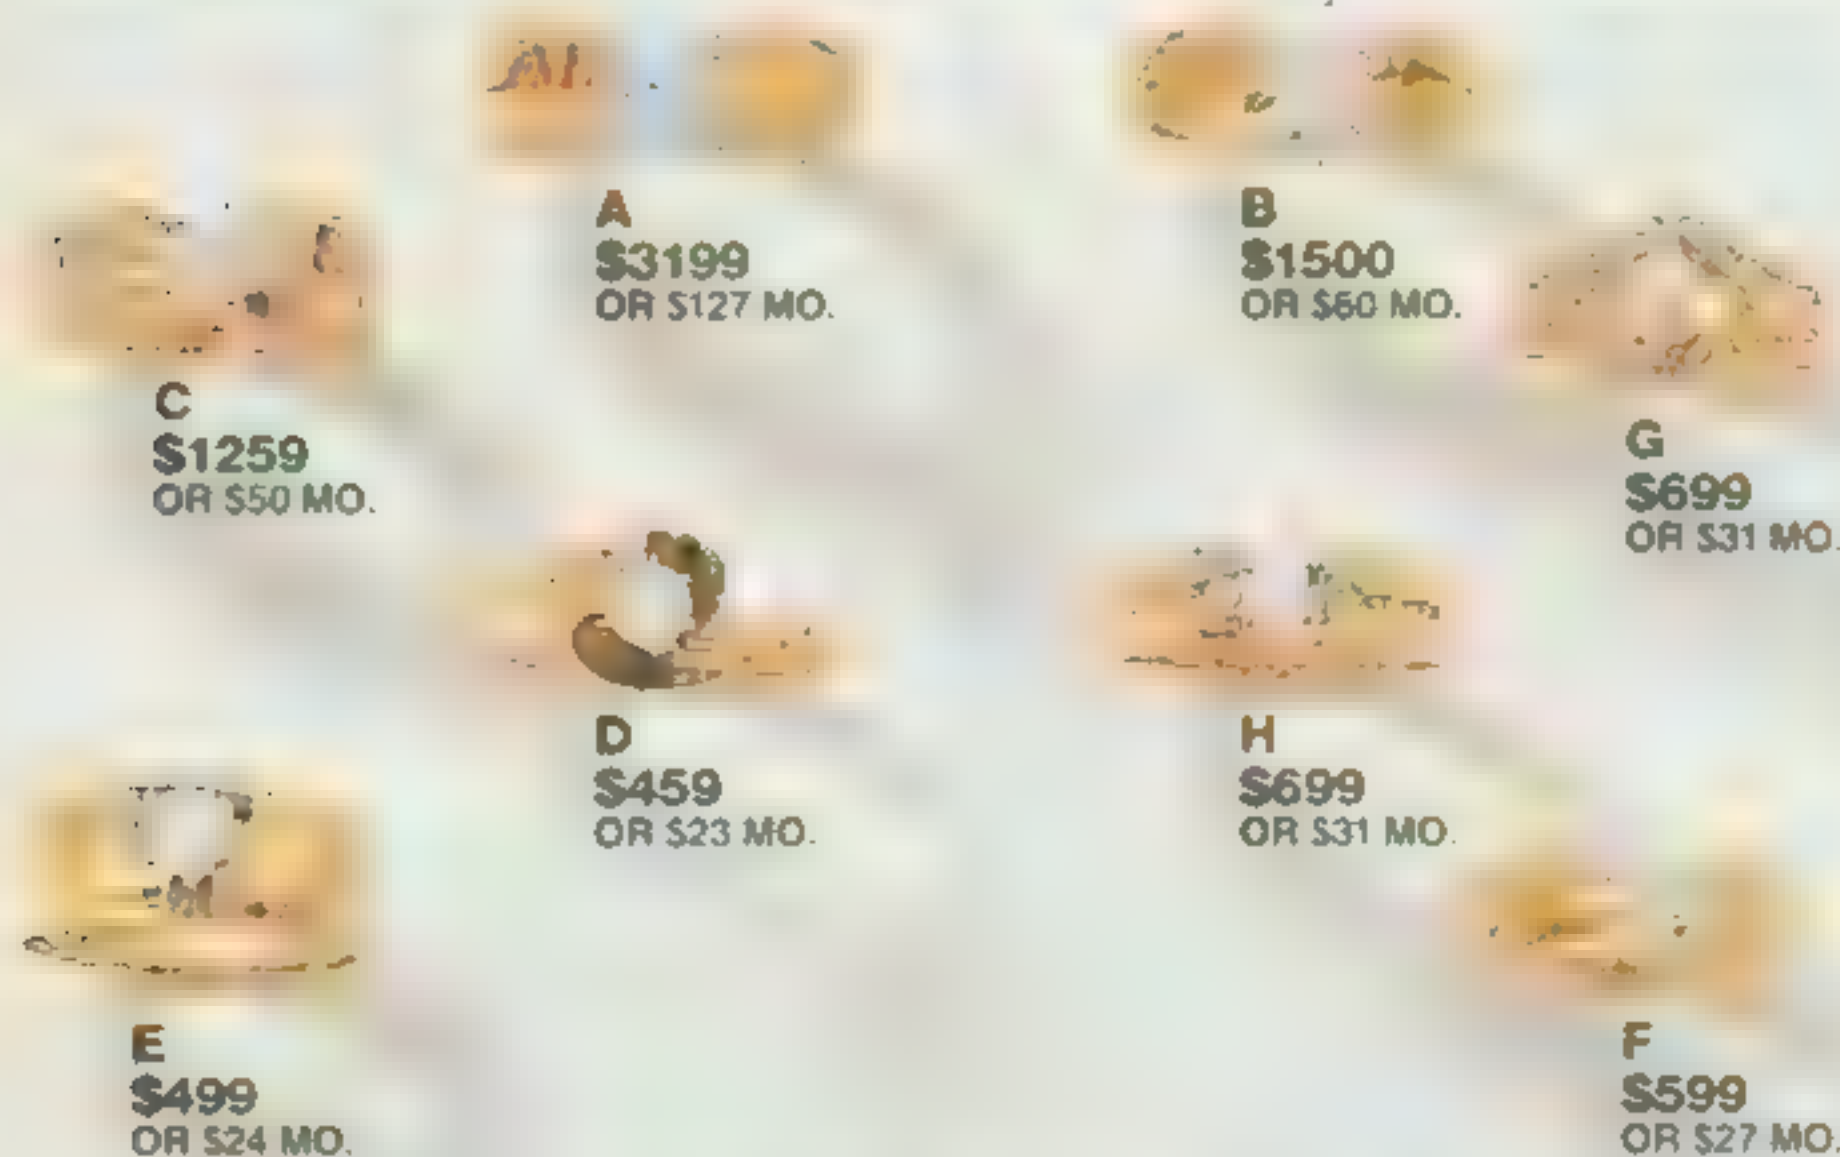 A
$3199
OR $127 MO.
B
$1500
OR $60 MO.
C
$1259
OR $50 MO.
G
$699
OR $31 MO.
D
$459
OR $23 MO.
H
$699
OR $31 MO.
E
$499
OR $24 MO.
F
$599
OR $27 MO.